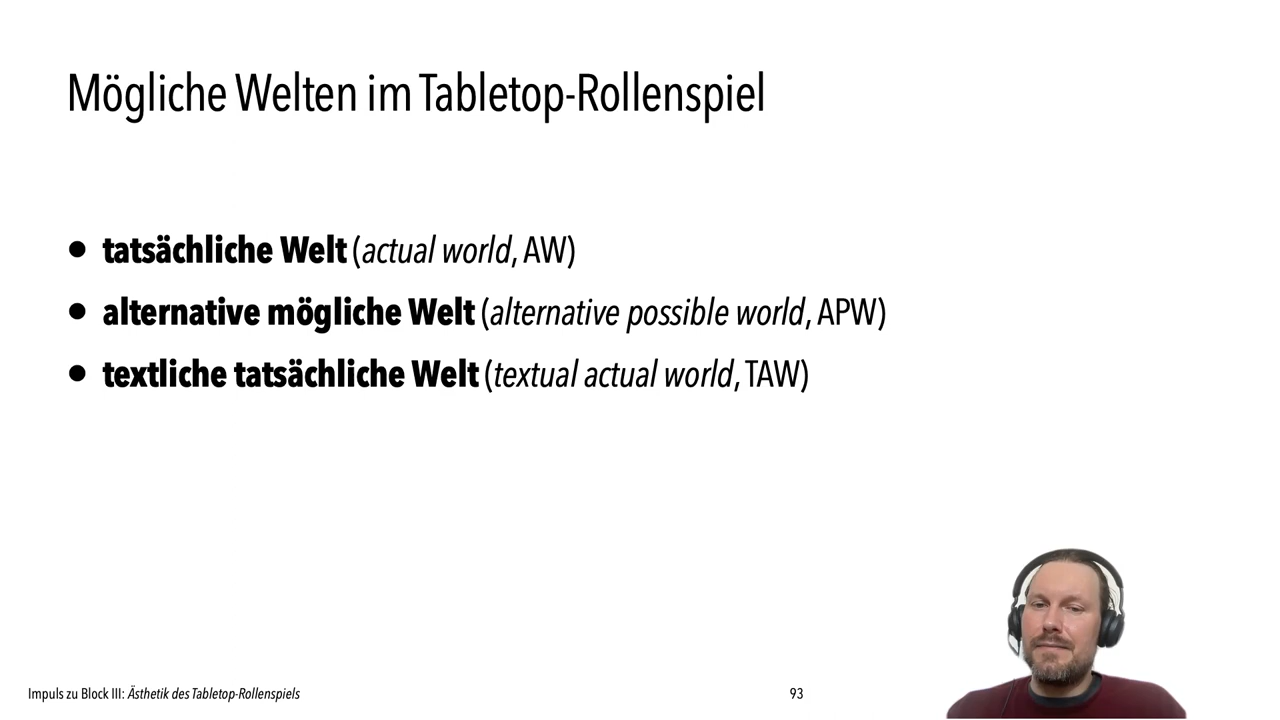 Mögliche Welten im Tabletop-Rollenspiel
• tatsächliche Welt (actual world, AW)
• alternative mögliche Welt (alternative possible world, APW)
• textliche tatsächliche Welt (textual actual world, TAW)
Impuls zu Block III: Ästhetik des Tabletop-Rollenspiels
93